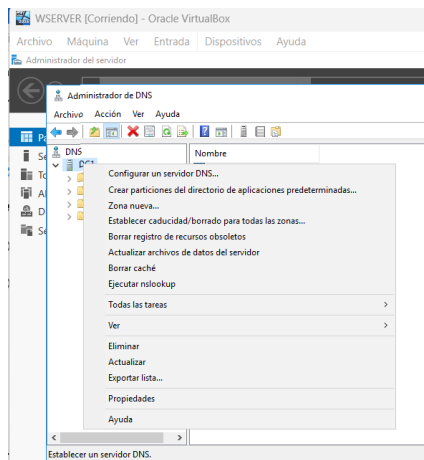 WSERVER [Corriendo] - Oracle VirtualBox
Archivo Máquina Ver Entrada Dispositivos Ayuda
Administrador del servidor
Administrador de DNS
Archivo Acción Ver Ayuda
DNS
Nombre
DC1
Configurar un servidor DNS...
Crear particiones del directorio de aplicaciones predeterminadas...
Zona nueva...
Establecer caducidad/borrado para todas las zonas...
Borrar registro de recursos obsoletos
Actualizar archivos de datos del servidor
Borrar caché
Ejecutar nslookup
Todas las tareas
Ver
Eliminar
Actualizar
Exportar lista...
Propiedades
Ayuda
Establecer un servidor DNS.